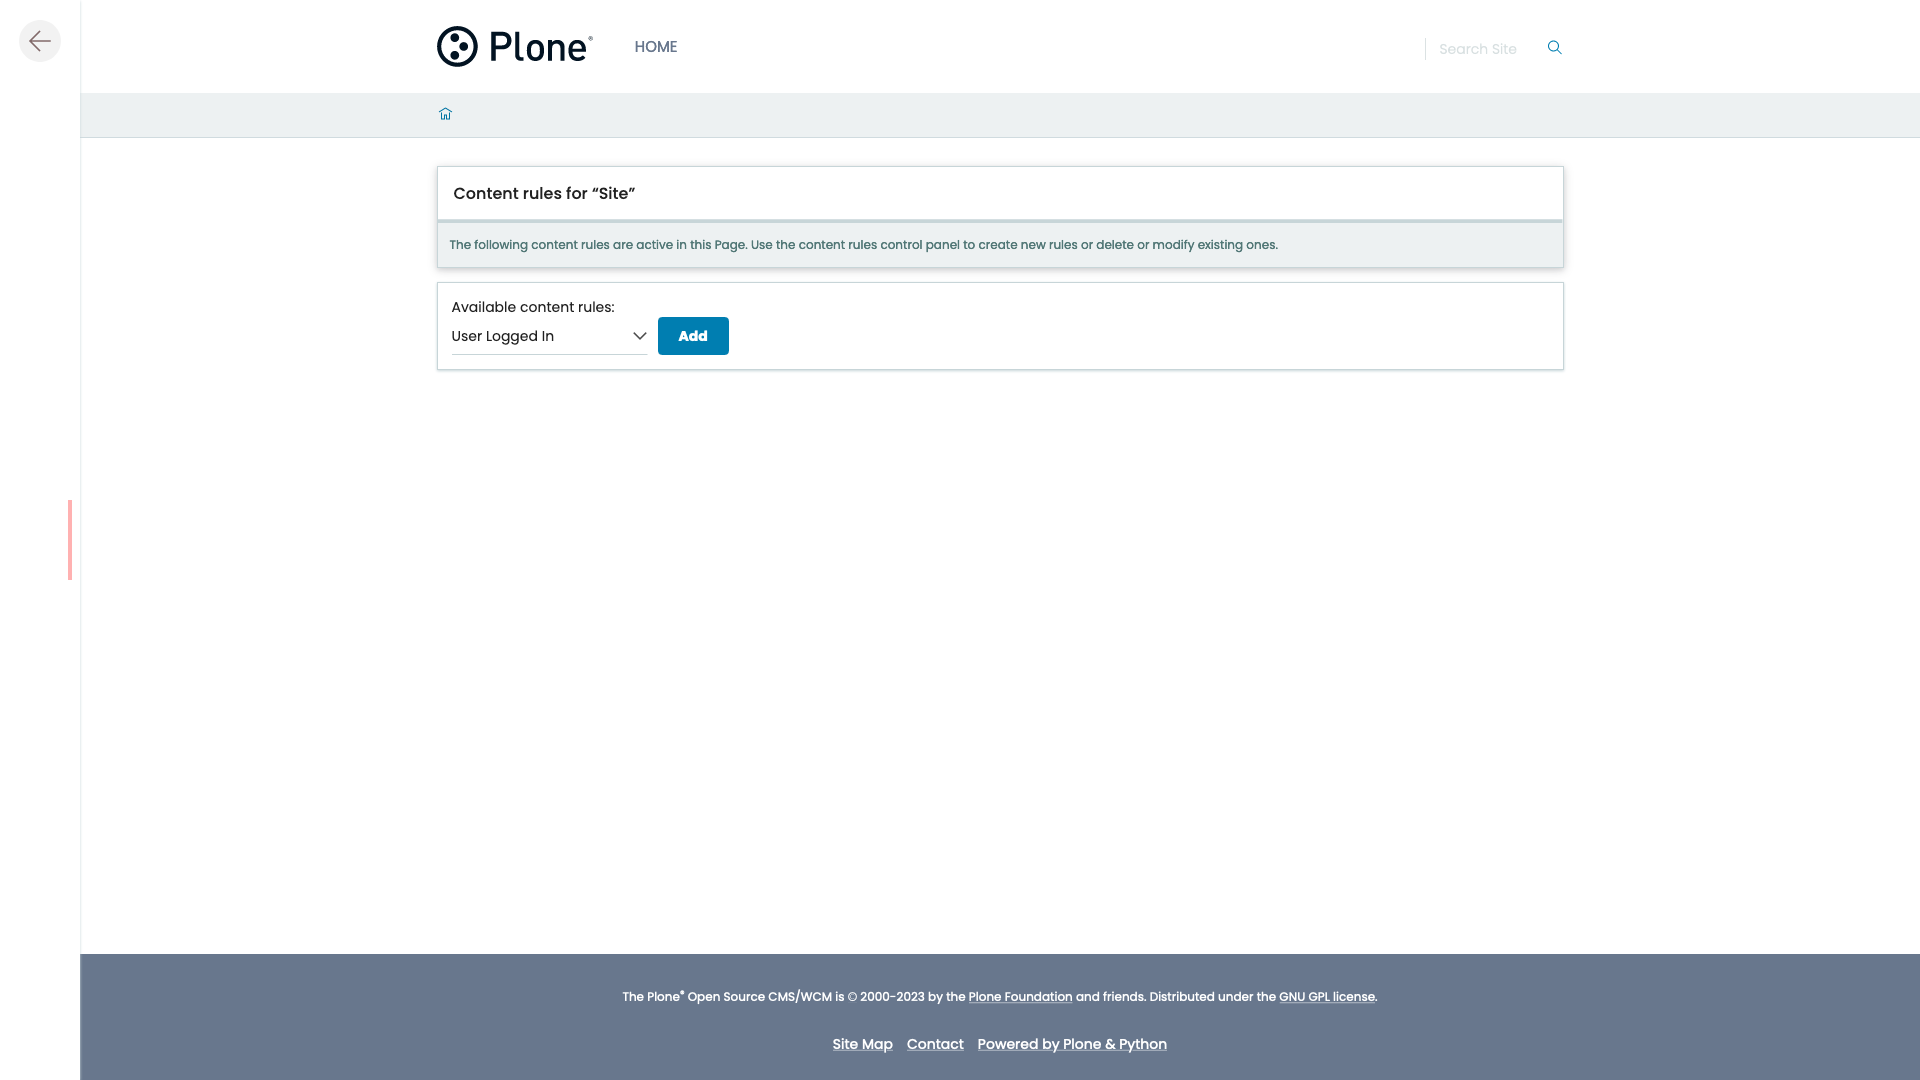 Plone®
HOME
Search Site
Content rules for “Site”
The following content rules are active in this Page. Use the content rules control panel to create new rules or delete or modify existing ones.
Available content rules:
User Logged In
Add
The Plone® Open Source CMS/WCM is © 2000-2023 by the Plone Foundation and friends. Distributed under the GNU GPL license.
Site Map Contact Powered by Plone & Python